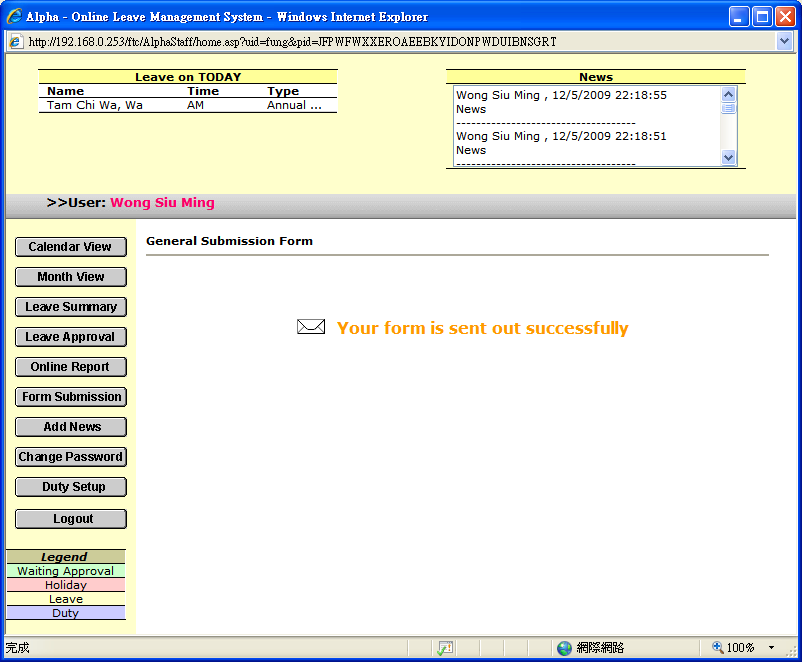 Alpha - Online Leave Management System - Windows Internet Explorer
http://192.168.0.253/ftc/AlphaStaff/home.asp?uid=fung&pid=JFPWFWXXEROAEEBKYIDONPWDUIBNSGRT
Leave on TODAY
Name Time Type
Tam Chi Wa, Wa AM Annual ...
News
Wong Siu Ming , 12/5/2009 22:18:55
News
------------------------------------
Wong Siu Ming , 12/5/2009 22:18:51
News
------------------------------------
>>User: Wong Siu Ming
Calendar View
Month View
Leave Summary
Leave Approval
Online Report
Form Submission
Add News
Change Password
Duty Setup
Logout
Legend
Waiting Approval
Holiday
Leave
Duty
General Submission Form
Your form is sent out successfully
完成
網際網路
100%